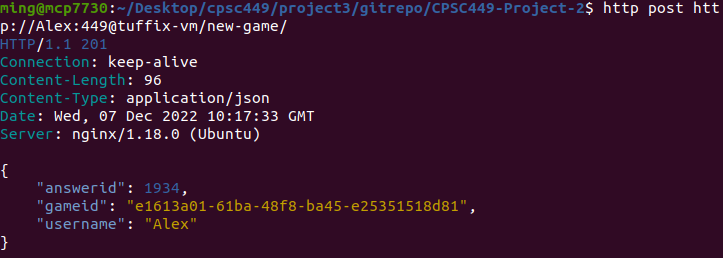 ming@mcp7730:~/Desktop/cpsc449/project3/gitrepo/CPSC449-Project-2$ http post htt
p://Alex:449@tuffix-vm/new-game/
HTTP/1.1 201
Connection: keep-alive
Content-Length: 96
Content-Type: application/json
Date: Wed, 07 Dec 2022 10:17:33 GMT
Server: nginx/1.18.0 (Ubuntu)

{
    "answerid": 1934,
    "gameid": "e1613a01-61ba-48f8-ba45-e25351518d81",
    "username": "Alex"
}